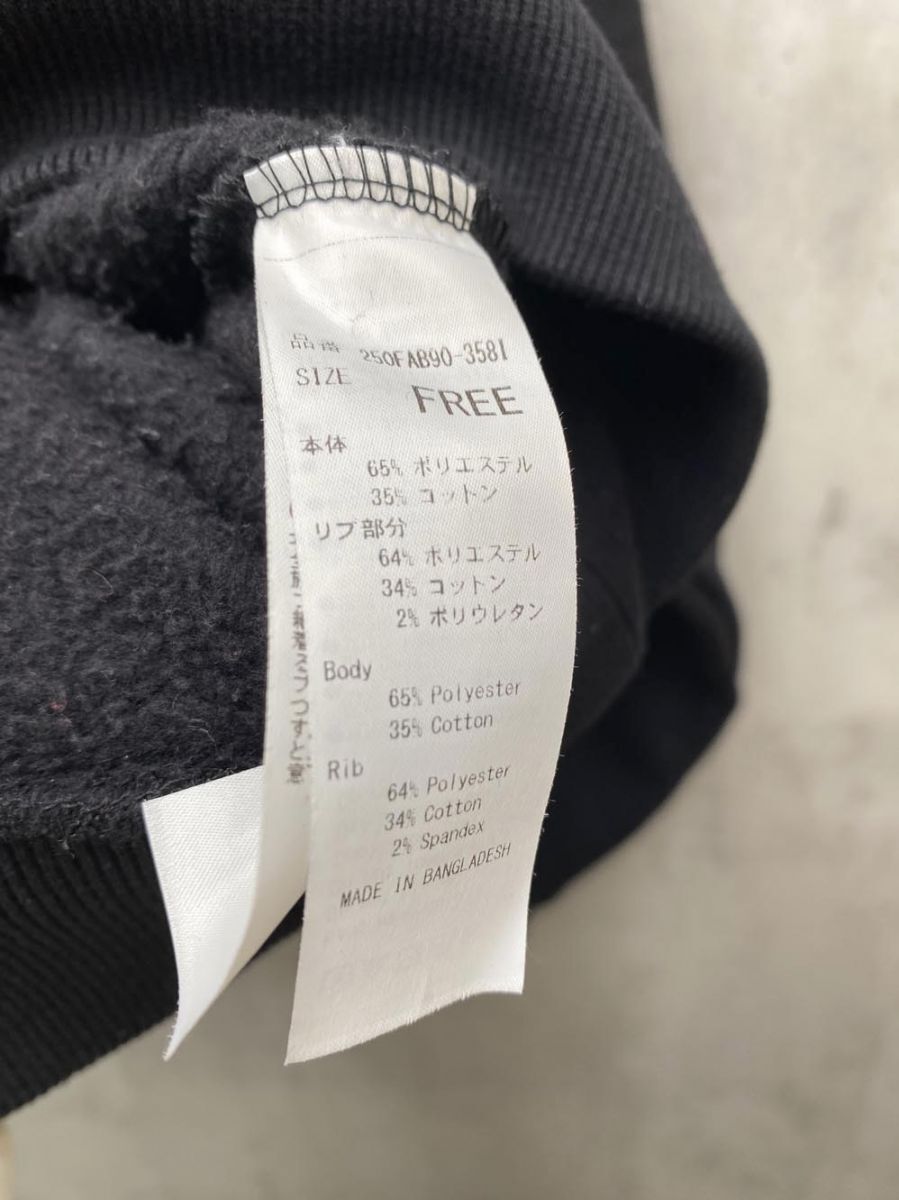 品番 250FAB90-3581
SIZE
FREE
本体
65% ポリエステル
35% コットン
リブ部分
64% ポリエステル
34% コットン
2% ポリウレタン
Body
65% Polyester
35% Cotton
Rib
64% Polyester
34% Cotton
2% Spandex
MADE IN BANGLADESH